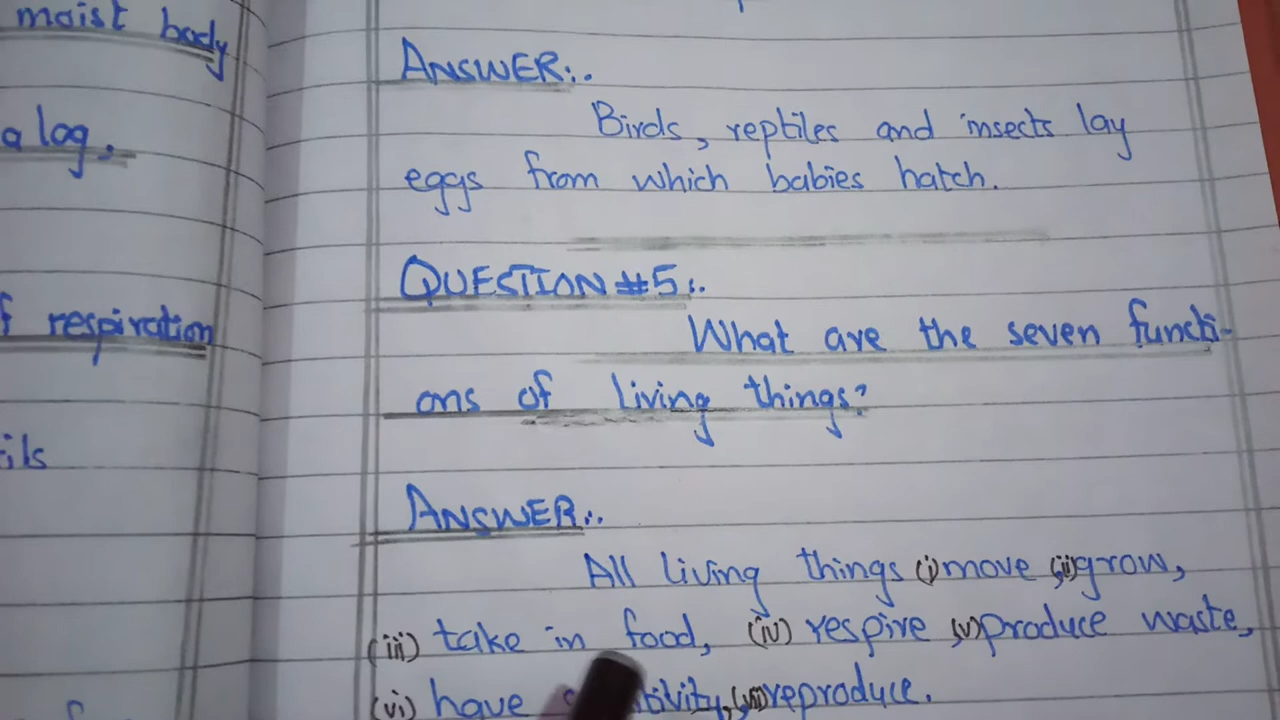 moist body
a log.
f respiration
ils
ANSWER:.
Birds, reptiles and insects lay
eggs from which babies hatch.
QUESTION #5:.
What are the seven functi-
ons of living things?
ANSWER:.
All living things (i) move (ii) grow,
(iii) take in food, (iv) respire (v) produce waste,
(vi) have (vii) reproduce.